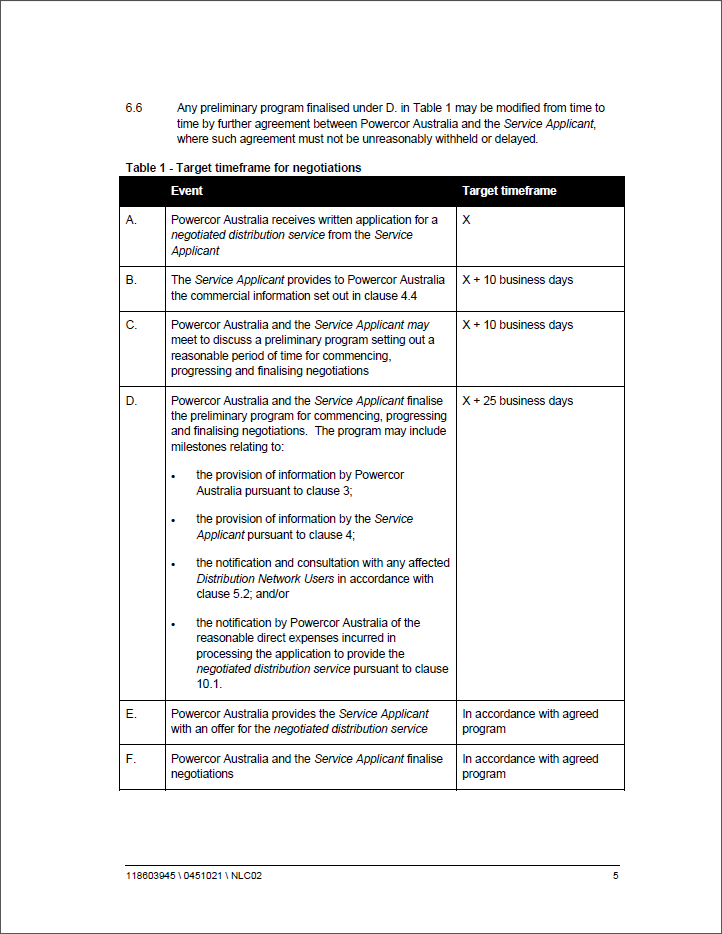 6.6 Any preliminary program finalised under D. in Table 1 may be modified from time to
time by further agreement between Powercor Australia and the Service Applicant,
where such agreement must not be unreasonably withheld or delayed.
Table 1 - Target timeframe for negotiations
Event Target timeframe
A. Powercor Australia receives written application for a X
negotiated distribution service from the Service
Applicant
B. The Service Applicant provides to Powercor Australia X + 10 business days
the commercial information set out in clause 4.4
C. Powercor Australia and the Service Applicant may X + 10 business days
meet to discuss a preliminary program setting out a
reasonable period of time for commencing,
progressing and finalising negotiations
D. Powercor Australia and the Service Applicant finalise X + 25 business days
the preliminary program for commencing, progressing
and finalising negotiations. The program may include
milestones relating to:
• the provision of information by Powercor
Australia pursuant to clause 3;
• the provision of information by the Service
Applicant pursuant to clause 4;
• the notification and consultation with any affected
Distribution Network Users in accordance with
clause 5.2; and/or
• the notification by Powercor Australia of the
reasonable direct expenses incurred in
processing the application to provide the
negotiated distribution service pursuant to clause
10.1.
E. Powercor Australia provides the Service Applicant In accordance with agreed
with an offer for the negotiated distribution service program
F. Powercor Australia and the Service Applicant finalise In accordance with agreed
negotiations program
118603945 \ 0451021 \ NLC02 5